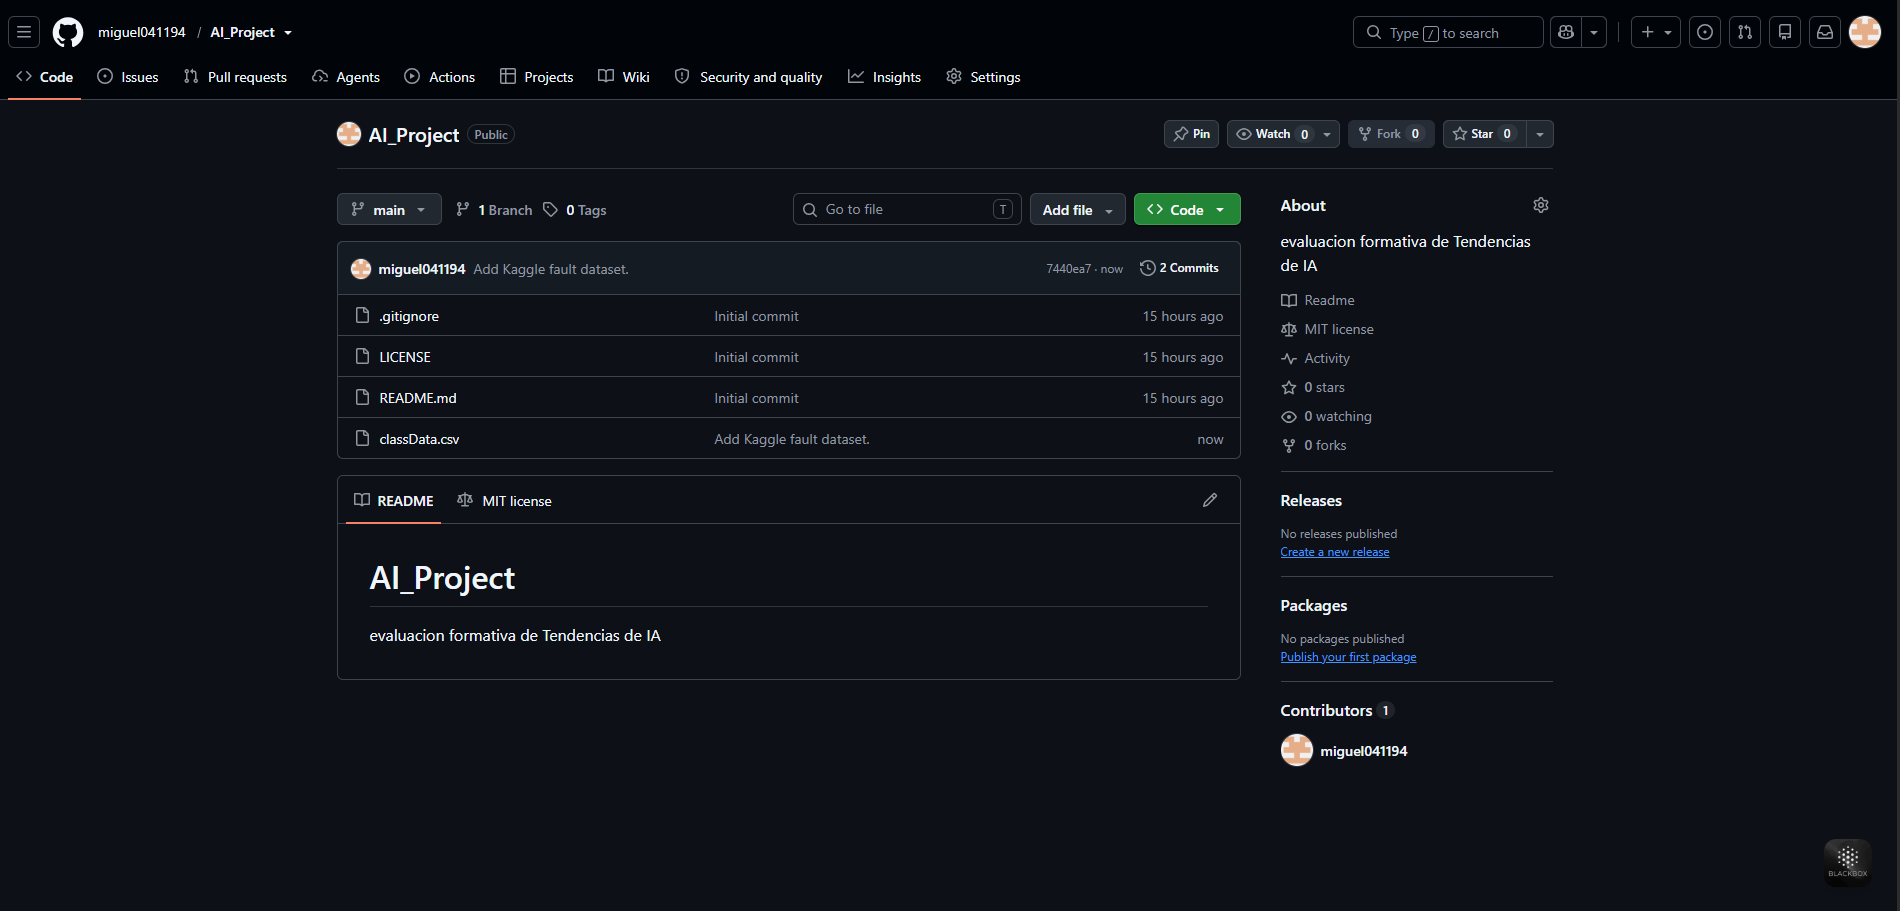 miguel041194 / AI_Project
Type / to search
Code Issues Pull requests Agents Actions Projects Wiki Security and quality Insights Settings
AI_Project Public
Pin Watch 0 Fork 0 Star 0
main 1 Branch 0 Tags Go to file T Add file Code
miguel041194 Add Kaggle fault dataset. 7440ea7 · now 2 Commits
.gitignore Initial commit 15 hours ago
LICENSE Initial commit 15 hours ago
README.md Initial commit 15 hours ago
classData.csv Add Kaggle fault dataset. now
README MIT license
AI_Project
evaluacion formativa de Tendencias de IA
About
evaluacion formativa de Tendencias
de IA
Readme
MIT license
Activity
0 stars
0 watching
0 forks
Releases
No releases published
Create a new release
Packages
No packages published
Publish your first package
Contributors 1
miguel041194
BLACKBOX